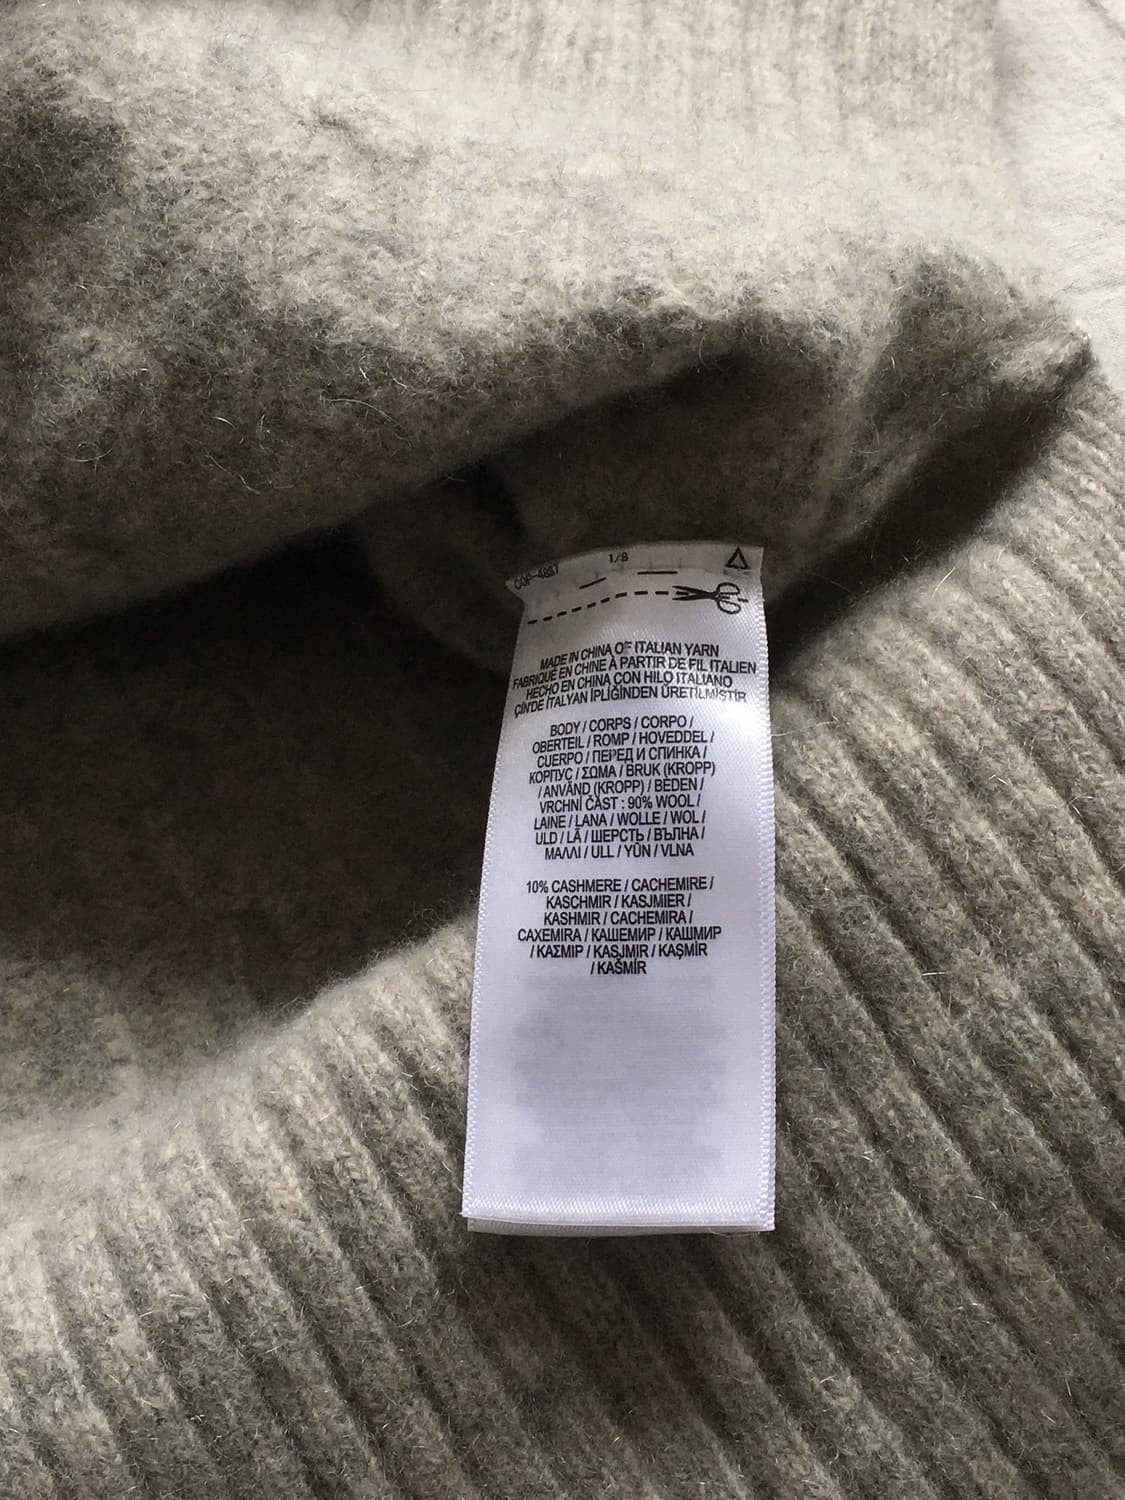 1/8
MADE IN CHINA OF ITALIAN YARN
FABRIQUÉ EN CHINE À PARTIR DE FIL ITALIEN
HECHO EN CHINA CON HILO ITALIANO
ÇİN'DE İTALYAN İPLİĞİNDEN ÜRETİLMİŞTİR
BODY / CORPS / CORPO /
OBERTEIL / ROMP / HOVEDDEL /
CUERPO / ПЕРЕД И СПИНКА /
КОРПУС / ΣΩΜΑ / BRUK (KROPP)
/ ANVÄND (KROPP) / BEDEN /
VRCHNÍ ČÁST : 90% WOOL /
LAINE / LANA / WOLLE / WOL /
ULD / LÃ / ШЕРСТЬ / ВЪЛНА /
ΜΑΛΛΙ / ULL / YÜN / VLNA
10% CASHMERE / CACHEMIRE /
KASCHMIR / KASJMIER /
KASHMIR / CACHEMIRA /
CAXEMIRA / КАШЕМИР / КАШМИР
/ ΚΑΣΜΙΡ / KASJMIR / KAŞMİR
/ KAŠMÍR